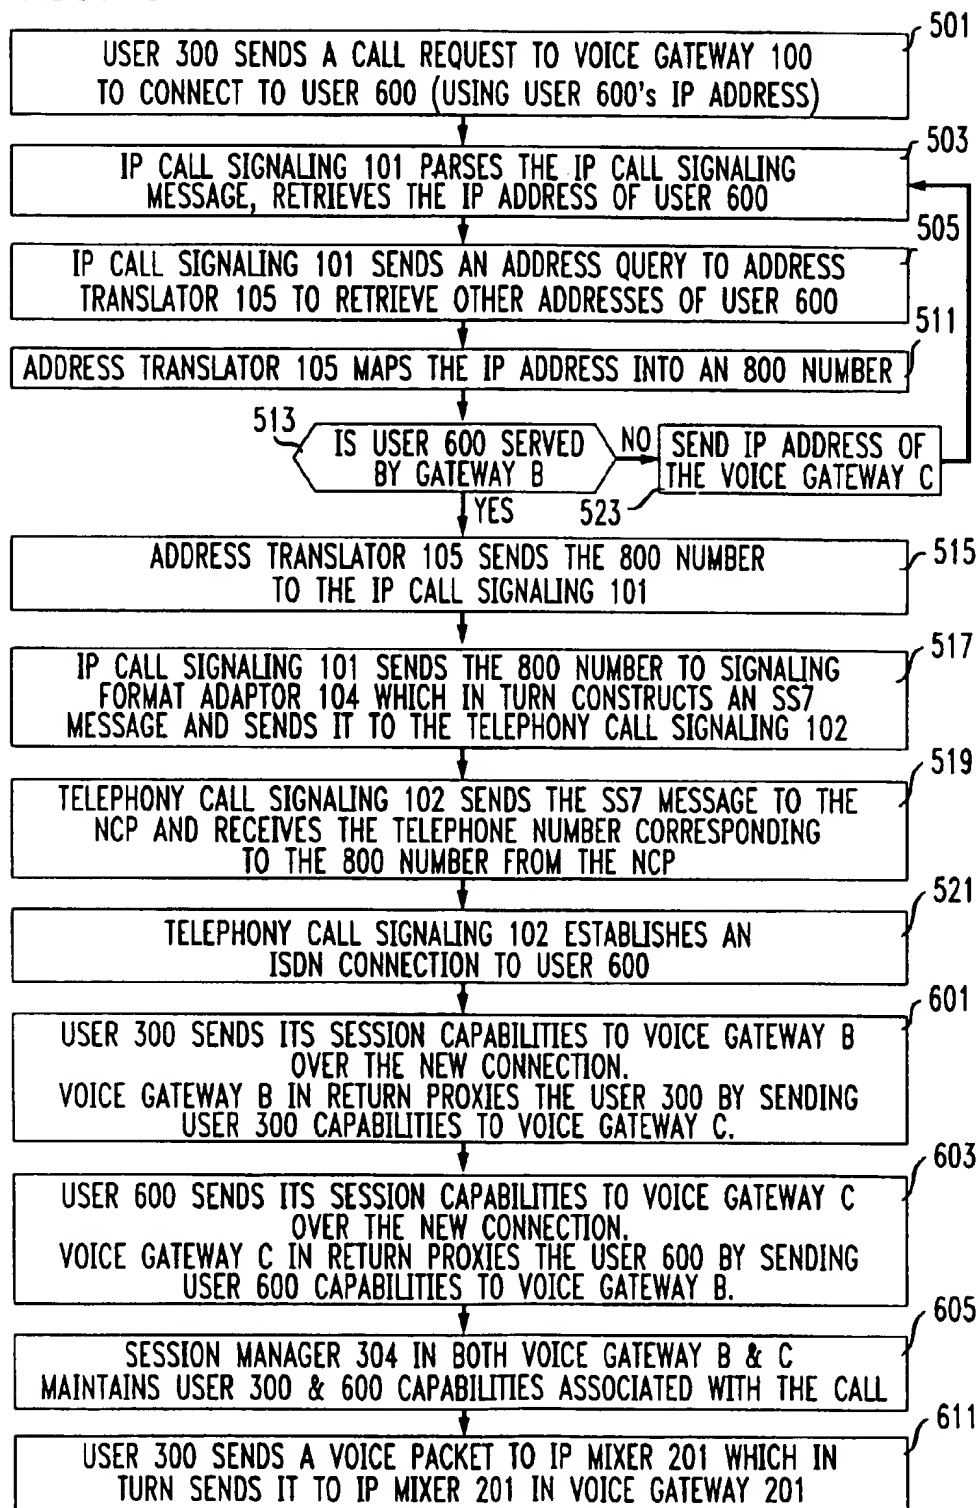 501
USER 300 SENDS A CALL REQUEST TO VOICE GATEWAY 100
TO CONNECT TO USER 600 (USING USER 600's IP ADDRESS)
503
IP CALL SIGNALING 101 PARSES THE IP CALL SIGNALING
MESSAGE, RETRIEVES THE IP ADDRESS OF USER 600
505
IP CALL SIGNALING 101 SENDS AN ADDRESS QUERY TO ADDRESS
TRANSLATOR 105 TO RETRIEVE OTHER ADDRESSES OF USER 600
511
ADDRESS TRANSLATOR 105 MAPS THE IP ADDRESS INTO AN 800 NUMBER
513
IS USER 600 SERVED
BY GATEWAY B
NO
SEND IP ADDRESS OF
THE VOICE GATEWAY C
523
YES
ADDRESS TRANSLATOR 105 SENDS THE 800 NUMBER
TO THE IP CALL SIGNALING 101
515
IP CALL SIGNALING 101 SENDS THE 800 NUMBER TO SIGNALING
FORMAT ADAPTOR 104 WHICH IN TURN CONSTRUCTS AN SS7
MESSAGE AND SENDS IT TO THE TELEPHONY CALL SIGNALING 102
517
519
TELEPHONY CALL SIGNALING 102 SENDS THE SS7 MESSAGE TO THE
NCP AND RECEIVES THE TELEPHONE NUMBER CORRESPONDING
TO THE 800 NUMBER FROM THE NCP
521
TELEPHONY CALL SIGNALING 102 ESTABLISHES AN
ISDN CONNECTION TO USER 600
601
USER 300 SENDS ITS SESSION CAPABILITIES TO VOICE GATEWAY B
OVER THE NEW CONNECTION.
VOICE GATEWAY B IN RETURN PROXIES THE USER 300 BY SENDING
USER 300 CAPABILITIES TO VOICE GATEWAY C.
603
USER 600 SENDS ITS SESSION CAPABILITIES TO VOICE GATEWAY C
OVER THE NEW CONNECTION.
VOICE GATEWAY C IN RETURN PROXIES THE USER 600 BY SENDING
USER 600 CAPABILITIES TO VOICE GATEWAY B.
605
SESSION MANAGER 304 IN BOTH VOICE GATEWAY B & C
MAINTAINS USER 300 & 600 CAPABILITIES ASSOCIATED WITH THE CALL
611
USER 300 SENDS A VOICE PACKET TO IP MIXER 201 WHICH IN
TURN SENDS IT TO IP MIXER 201 IN VOICE GATEWAY 201